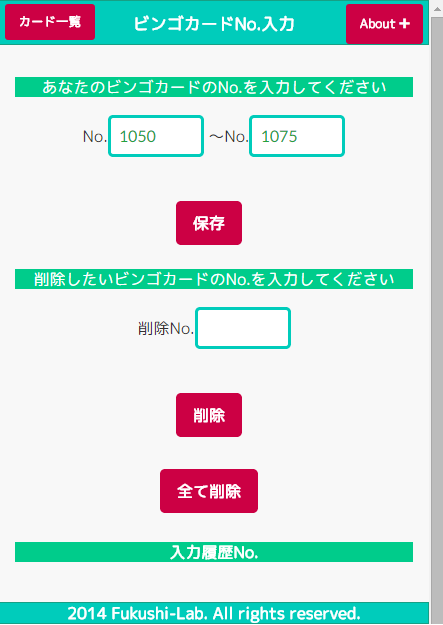 カード一覧 ビンゴカードNo.入力 About +
あなたのビンゴカードのNo.を入力してください
No. 1050 〜No. 1075
保存
削除したいビンゴカードのNo.を入力してください
削除No.
削除
全て削除
入力履歴No.
2014 Fukushi-Lab. All rights reserved.